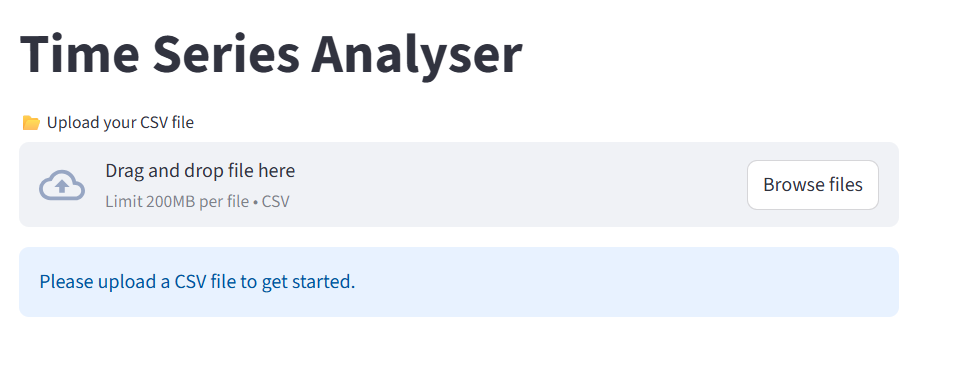 Time Series Analyser
📂 Upload your CSV file
Drag and drop file here
Limit 200MB per file • CSV
Browse files
Please upload a CSV file to get started.